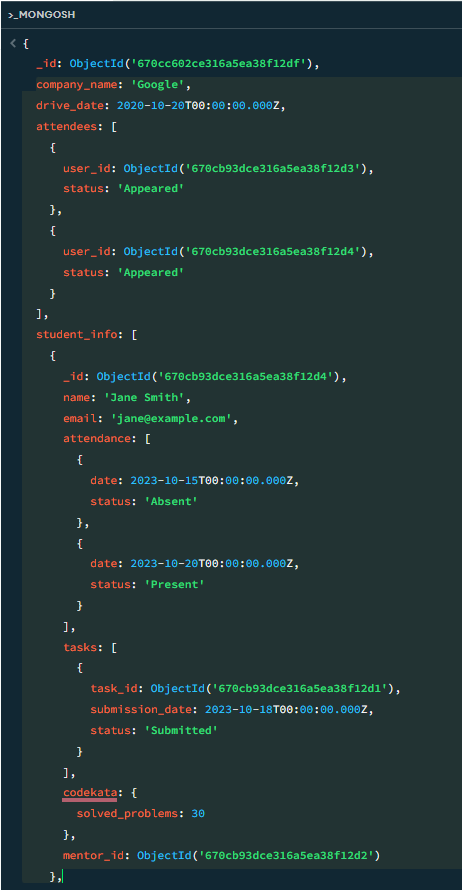 >_MONGOSH
< {
_id: ObjectId('670cc602ce316a5ea38f12df'),
company_name: 'Google',
drive_date: 2020-10-20T00:00:00.000Z,
attendees: [
{
user_id: ObjectId('670cb93dce316a5ea38f12d3'),
status: 'Appeared'
},
{
user_id: ObjectId('670cb93dce316a5ea38f12d4'),
status: 'Appeared'
}
],
student_info: [
{
_id: ObjectId('670cb93dce316a5ea38f12d4'),
name: 'Jane Smith',
email: 'jane@example.com',
attendance: [
{
date: 2023-10-15T00:00:00.000Z,
status: 'Absent'
},
{
date: 2023-10-20T00:00:00.000Z,
status: 'Present'
}
],
tasks: [
{
task_id: ObjectId('670cb93dce316a5ea38f12d1'),
submission_date: 2023-10-18T00:00:00.000Z,
status: 'Submitted'
}
],
codekata: {
solved_problems: 30
},
mentor_id: ObjectId('670cb93dce316a5ea38f12d2')
},